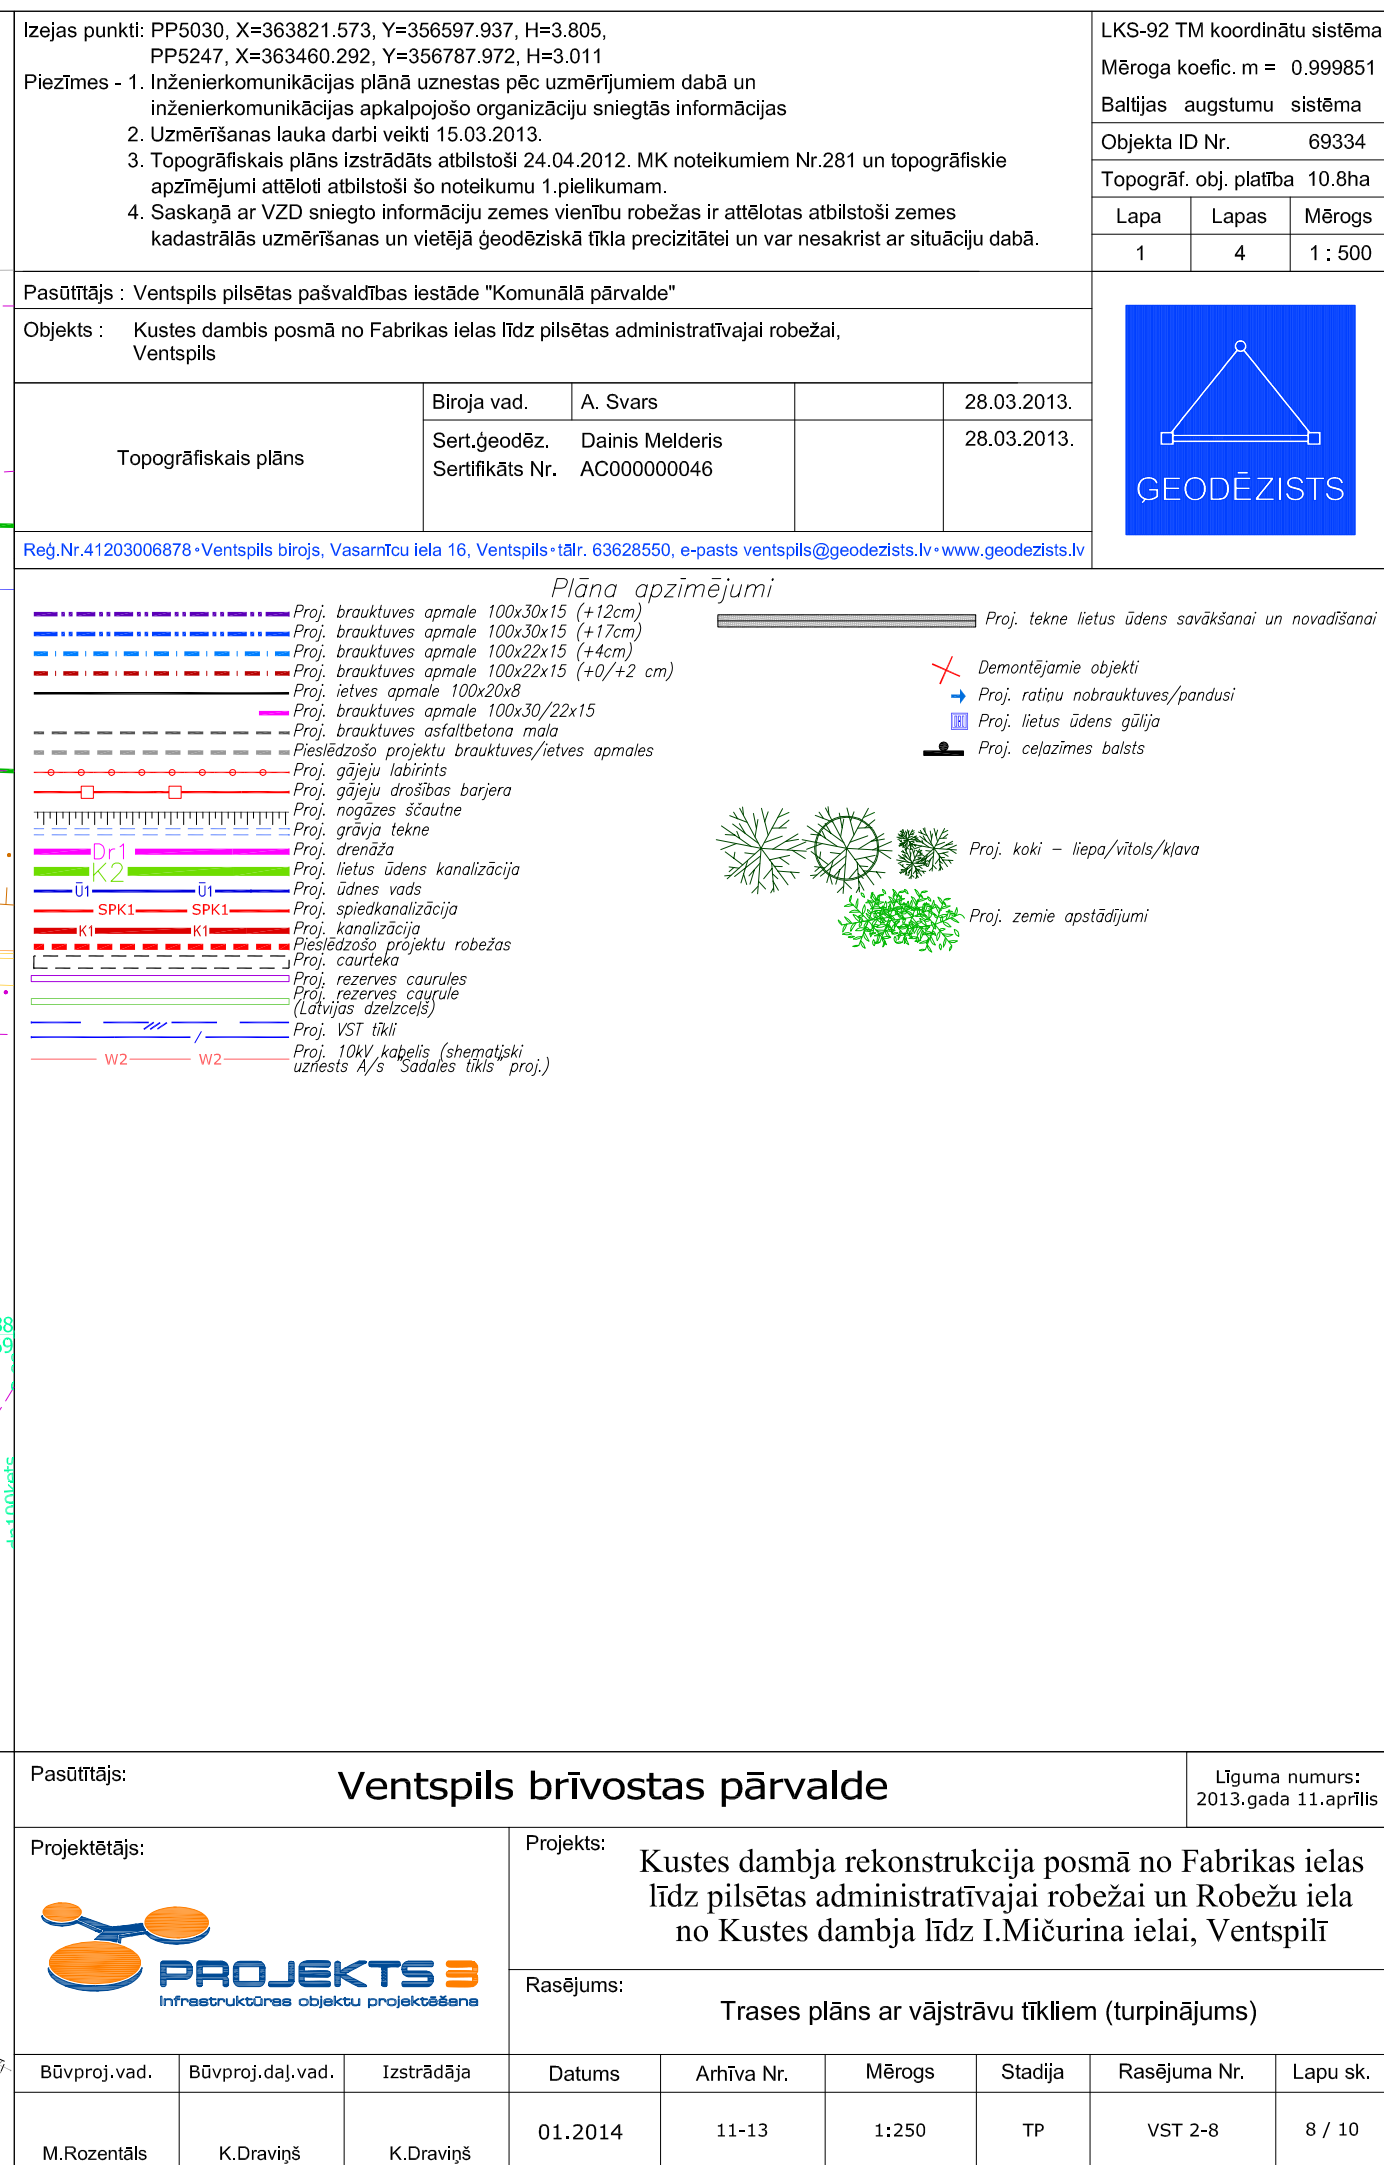 Izejas punkti: PP5030, X=363821.573, Y=356597.937, H=3.805,
PP5247, X=363460.292, Y=356787.972, H=3.011
Piezīmes - 1. Inženierkomunikācijas plānā uznestas pēc uzmērījumiem dabā un
inženierkomunikācijas apkalpojošo organizāciju sniegtās informācijas
2. Uzmērīšanas lauka darbi veikti 15.03.2013.
3. Topogrāfiskais plāns izstrādāts atbilstoši 24.04.2012. MK noteikumiem Nr.281 un topogrāfiskie
apzīmējumi attēloti atbilstoši šo noteikumu 1.pielikumam.
4. Saskaņā ar VZD sniegto informāciju zemes vienību robežas ir attēlotas atbilstoši zemes
kadastrālās uzmērīšanas un vietējā ģeodēziskā tīkla precizitātei un var nesakrist ar situāciju dabā.
LKS-92 TM koordinātu sistēma
Mēroga koefic. m = 0.999851
Baltijas augstumu sistēma
Objekta ID Nr. 69334
Topogrāf. obj. platība 10.8ha
Lapa Lapas Mērogs
1 4 1 : 500
Pasūtītājs : Ventspils pilsētas pašvaldības iestāde "Komunālā pārvalde"
Objekts : Kustes dambis posmā no Fabrikas ielas līdz pilsētas administratīvajai robežai,
Ventspils
Topogrāfiskais plāns
Biroja vad. A. Svars 28.03.2013.
Sert.ģeodēz. Dainis Melderis 28.03.2013.
Sertifikāts Nr. AC000000046
ĢEODĒZISTS
Reģ.Nr.41203006878•Ventspils birojs, Vasarnīcu iela 16, Ventspils•tālr. 63628550, e-pasts ventspils@geodezists.lv•www.geodezists.lv
Plāna apzīmējumi
Proj. brauktuves apmale 100x30x15 (+12cm)
Proj. brauktuves apmale 100x30x15 (+17cm)
Proj. brauktuves apmale 100x22x15 (+4cm)
Proj. brauktuves apmale 100x22x15 (+0/+2 cm)
Proj. ietves apmale 100x20x8
Proj. brauktuves apmale 100x30/22x15
Proj. brauktuves asfaltbetona mala
Pieslēdzošo projektu brauktuves/ietves apmales
Proj. gājēju labirints
Proj. gājēju drošības barjera
Proj. nogāzes ščautne
Proj. grāvja tekne
Dr1 Proj. drenāža
K2 Proj. lietus ūdens kanalizācija
Ū1 Ū1 Proj. ūdnes vads
SPK1 SPK1 Proj. spiedkanalizācija
K1 K1 Proj. kanalizācija
Pieslēdzošo projektu robežas
Proj. caurteka
Proj. rezerves caurules
Proj. rezerves caurule
(Latvijas dzelzceļš)
Proj. VST tīkli
W2 W2 Proj. 10kV kabelis (shematiski
uznests A/s "Sadales tīkls" proj.)
Proj. tekne lietus ūdens savākšanai un novadīšanai
Demontējamie objekti
Proj. ratiņu nobrauktuves/pandusi
Proj. lietus ūdens gūlija
Proj. ceļazīmes balsts
Proj. koki – liepa/vītols/kļava
Proj. zemie apstādījumi
Pasūtītājs: Ventspils brīvostas pārvalde
Līguma numurs:
2013.gada 11.aprīlis
Projektētājs:
PROJEKTS 3
Infrastruktūras objektu projektēšana
Projekts: Kustes dambja rekonstrukcija posmā no Fabrikas ielas
līdz pilsētas administratīvajai robežai un Robežu iela
no Kustes dambja līdz I.Mičurina ielai, Ventspilī
Rasējums:
Trases plāns ar vājstrāvu tīkliem (turpinājums)
Būvproj.vad. Būvproj.daļ.vad. Izstrādāja Datums Arhīva Nr. Mērogs Stadija Rasējuma Nr. Lapu sk.
01.2014 11-13 1:250 TP VST 2-8 8 / 10
M.Rozentāls K.Draviņš K.Draviņš